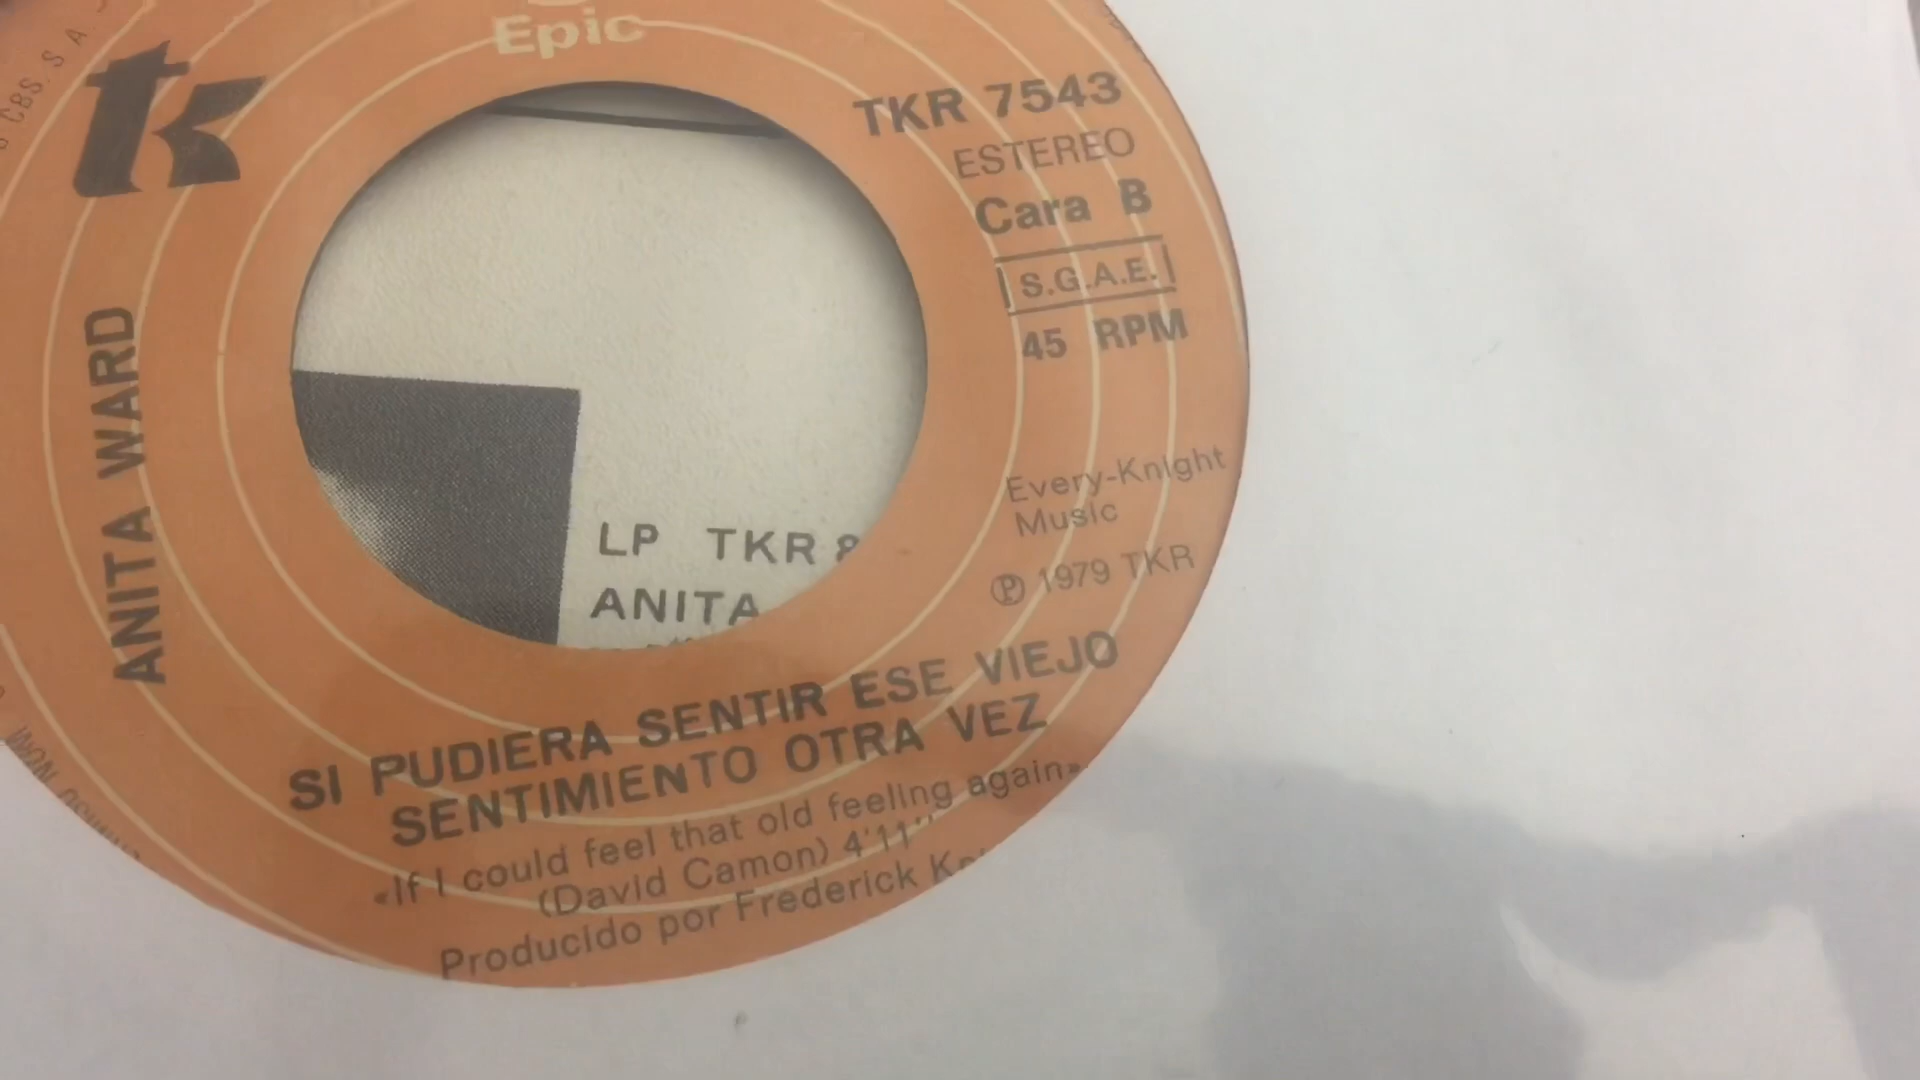 CBS. S. A.
tk
Epic
TKR 7543
ESTEREO
Cara B
S.G.A.E.
45 RPM
ANITA WARD
LP TKR 8
ANITA
Every-Knight
Music
℗ 1979 TKR
SI PUDIERA SENTIR ESE VIEJO
SENTIMIENTO OTRA VEZ
«If I could feel that old feeling again»
(David Camon) 4'11''
Producido por Frederick